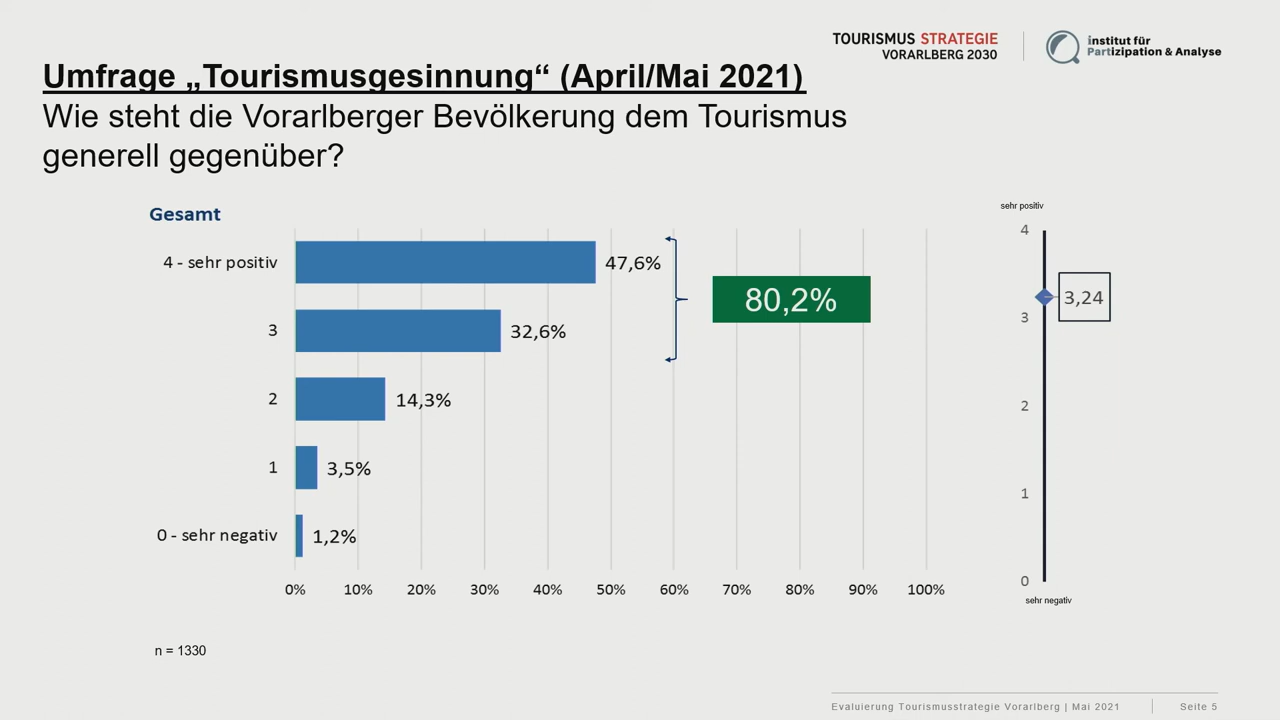 TOURISMUS STRATEGIE
VORARLBERG 2030
institut für
Partizipation & Analyse
Umfrage „Tourismusgesinnung“ (April/Mai 2021)
Wie steht die Vorarlberger Bevölkerung dem Tourismus
generell gegenüber?
Gesamt
4 - sehr positiv
47,6%
3
32,6%
80,2%
2
14,3%
1
3,5%
0 - sehr negativ
1,2%
0% 10% 20% 30% 40% 50% 60% 70% 80% 90% 100%
sehr positiv
4
3,24
3
2
1
0
sehr negativ
n = 1330
Evaluierung Tourismusstrategie Vorarlberg | Mai 2021
Seite 5